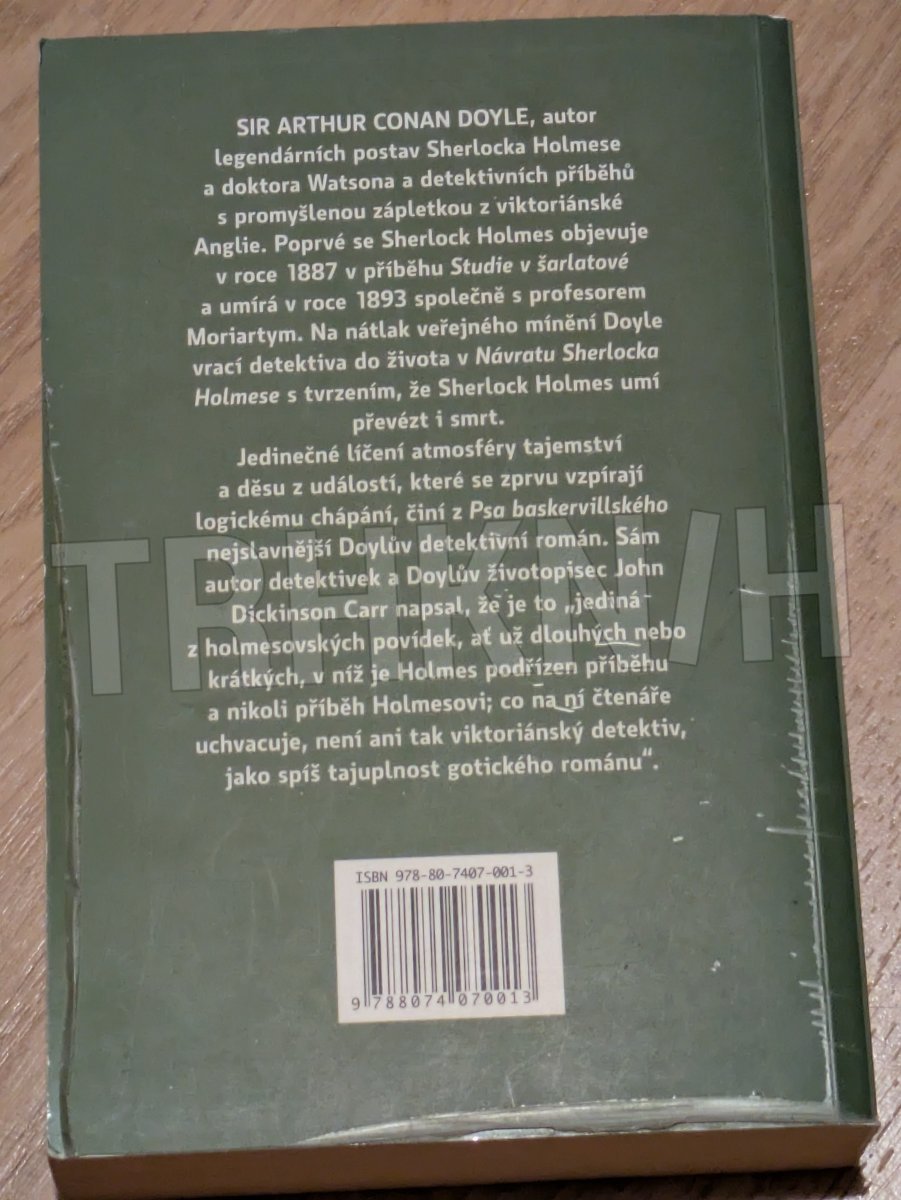 SIR ARTHUR CONAN DOYLE, autor
legendárních postav Sherlocka Holmese
a doktora Watsona a detektivních příběhů
s promyšlenou zápletkou z viktoriánské
Anglie. Poprvé se Sherlock Holmes objevuje
v roce 1887 v příběhu Studie v šarlatové
a umírá v roce 1893 společně s profesorem
Moriartym. Na nátlak veřejného mínění Doyle
vrací detektiva do života v Návratu Sherlocka
Holmese s tvrzením, že Sherlock Holmes umí
převézt i smrt.
Jedinečné líčení atmosféry tajemství
a děsu z událostí, které se zprvu vzpírají
logickému chápání, činí z Psa baskervillského
nejslavnější Doylův detektivní román. Sám
autor detektivek a Doylův životopisec John
Dickinson Carr napsal, že je to „jediná
z holmesovských povídek, ať už dlouhých nebo
krátkých, v níž je Holmes podřízen příběhu
a nikoli příběh Holmesovi; co na ní čtenáře
uchvacuje, není ani tak viktoriánský detektiv,
jako spíš tajuplnost gotického románu“.
TRHKN/H
ISBN 978-80-7407-001-3
9 788074 070013